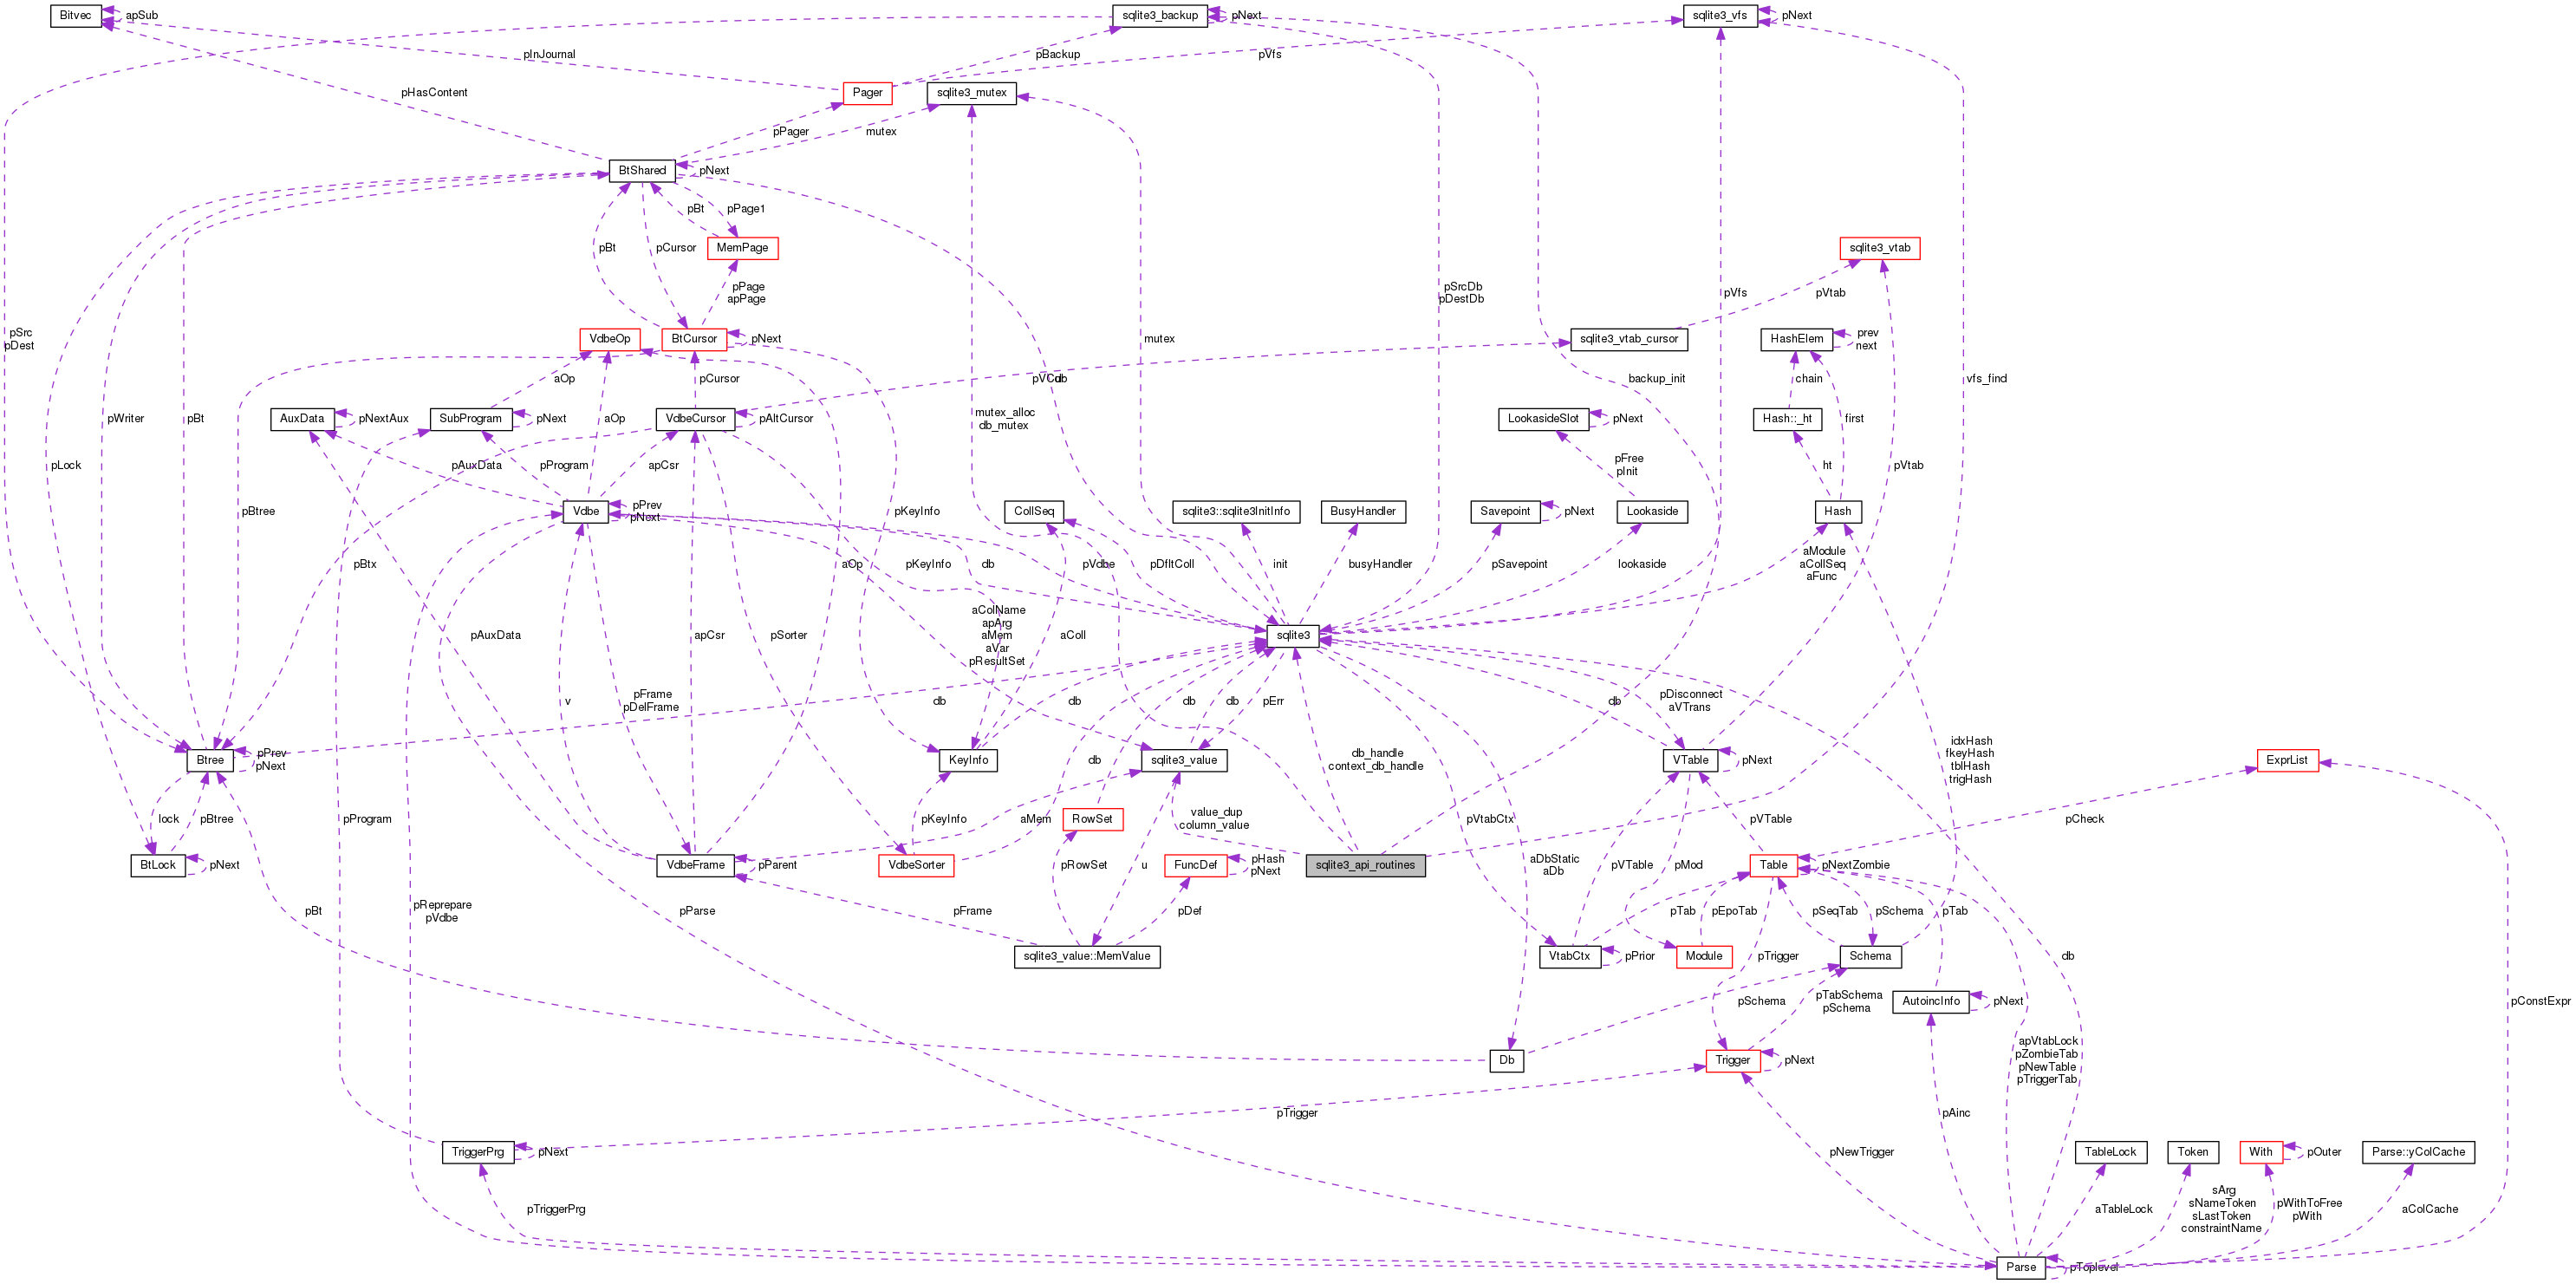 Bitvec
apSub
sqlite3_backup
pNext
sqlite3_vfs
pNext
pInJournal
pBackup
pVfs
pHasContent
Pager
sqlite3_mutex
pPager
mutex
BtShared
pNext
pBt
pPage1
pBt
pCursor
MemPage
sqlite3_vtab
pPage
apPage
pSrcDb
pDestDb
pVfs
pVtab
pSrc
pDest
VdbeOp
BtCursor
pNext
mutex
sqlite3_vtab_cursor
HashElem
prev
next
aOp
pCursor
pVCur
db
backup_init
chain
vfs_find
AuxData
pNextAux
SubProgram
pNext
VdbeCursor
pAltCursor
mutex_alloc
db_mutex
LookasideSlot
pNext
Hash::_ht
first
pWriter
pBt
aOp
pLock
pAuxData
pProgram
apCsr
pFree
pInit
ht
pVtab
pBtree
Vdbe
pPrev
pNext
pKeyInfo
CollSeq
sqlite3::sqlite3InitInfo
BusyHandler
Savepoint
pNext
Lookaside
Hash
pBtx
aOp
pKeyInfo
db
pVdbe
pDfltColl
init
busyHandler
pSavepoint
lookaside
aModule
aCollSeq
aFunc
pAuxData
apCsr
pSorter
aColName
apArg
aMem
aVar
pResultSet
aColl
sqlite3
v
pFrame
pDelFrame
db
db
db
db
pErr
pDisconnect
aVTrans
db
Btree
pPrev
pNext
KeyInfo
sqlite3_value
db
db_handle
context_db_handle
VTable
pNext
idxHash
fkeyHash
tblHash
trigHash
ExprList
lock
pBtree
pProgram
pKeyInfo
aMem
RowSet
value_dup
column_value
pVtabCtx
pVTable
pCheck
BtLock
pNext
VdbeFrame
pParent
VdbeSorter
pRowSet
u
FuncDef
pHash
pNext
sqlite3_api_routines
aDbStatic
aDb
pVTable
pMod
Table
pNextZombie
pBt
pReprepare
pVdbe
pParse
pFrame
pDef
pTab
pEpoTab
pSeqTab
pSchema
pTab
sqlite3_value::MemValue
VtabCtx
pPrior
Module
pTrigger
Schema
db
pSchema
pTabSchema
pSchema
AutoincInfo
pNext
pConstExpr
Db
Trigger
pNext
apVtabLock
pZombieTab
pNewTable
pTriggerTab
pTrigger
pAinc
TriggerPrg
pNext
pNewTrigger
TableLock
Token
With
pOuter
Parse::yColCache
pTriggerPrg
aTableLock
sArg
sNameToken
sLastToken
constraintName
pWithToFree
pWith
aColCache
Parse
pToplevel